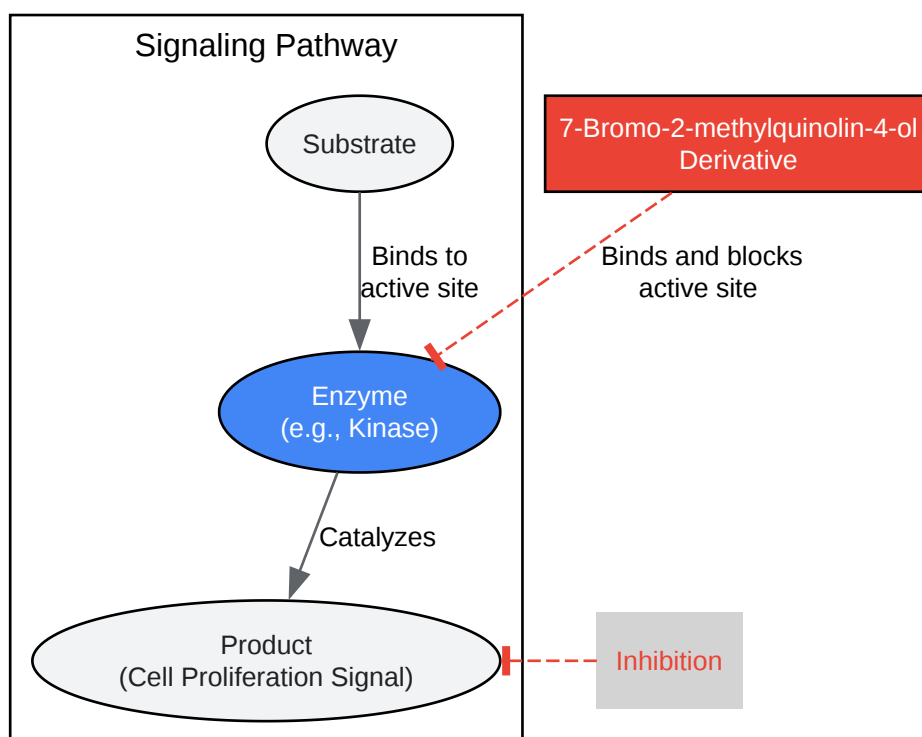 Signaling Pathway
Substrate
7-Bromo-2-methylquinolin-4-ol
Derivative
Binds to
active site
Binds and blocks
active site
Enzyme
(e.g., Kinase)
Catalyzes
Product
(Cell Proliferation Signal)
Inhibition